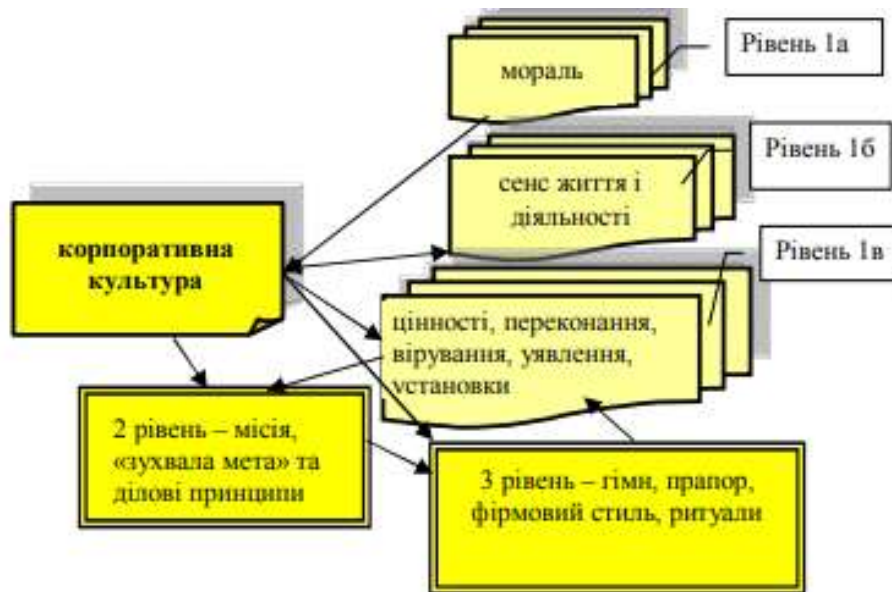 мораль
Рівень 1а
сенс життя і
діяльності
Рівень 1б
корпоративна
культура
Рівень 1в
цінності, переконання,
вірування, уявлення,
установки
2 рівень – місія,
«зухвала мета» та
ділові принципи
3 рівень – гімн, прапор,
фірмовий стиль, ритуали